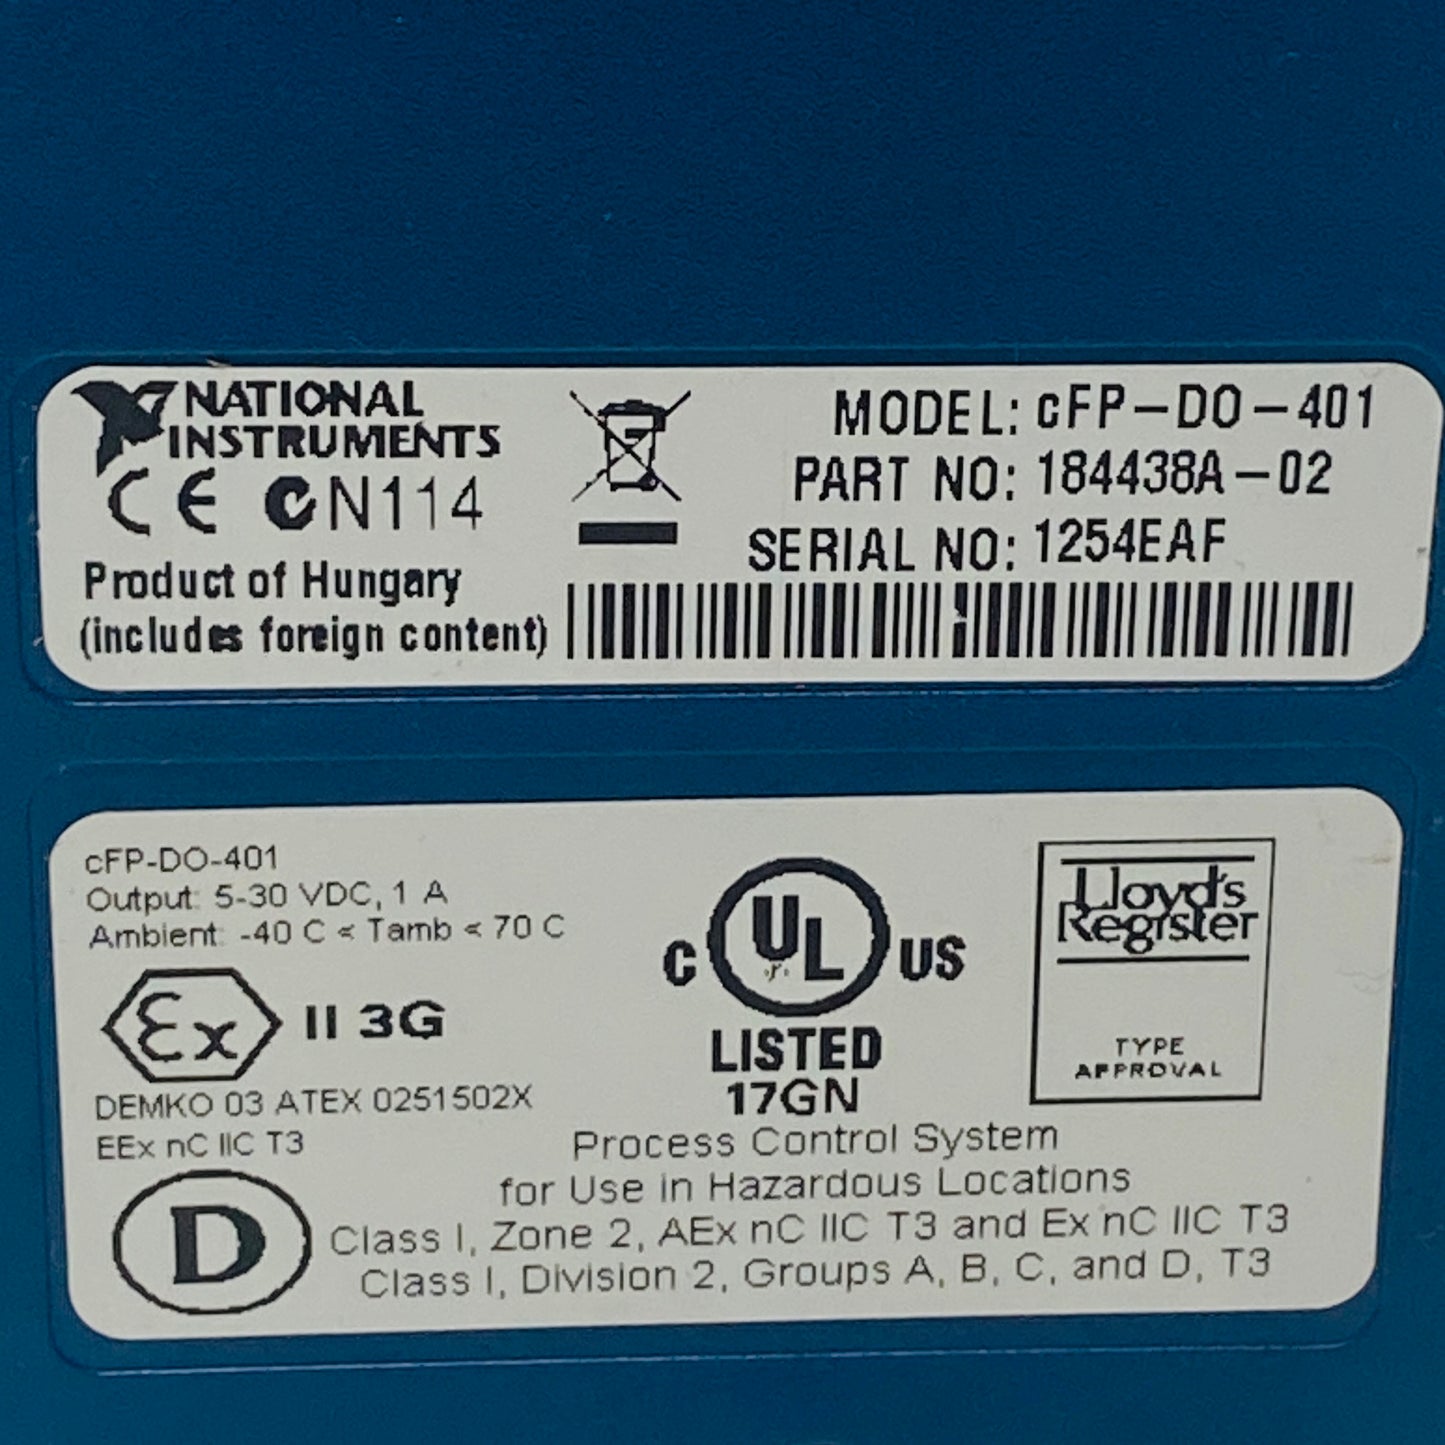 NATIONAL
INSTRUMENTS
CE N114
Product of Hungary
(includes foreign content)
MODEL: cFP-DO-401
PART NO: 184438A-02
SERIAL NO: 1254EAF
cFP-DO-401
Output: 5-30 VDC, 1 A
Ambient: -40 C < Tamb < 70 C
Ex II 3G
DEMKO 03 ATEX 0251502X
EEx nC IIC T3
D
C UL US
LISTED
17GN
Lloyd's
Register
TYPE
APPROVAL
Process Control System
for Use in Hazardous Locations
Class I, Zone 2, AEx nC IIC T3 and Ex nC IIC T3
Class I, Division 2, Groups A, B, C, and D, T3